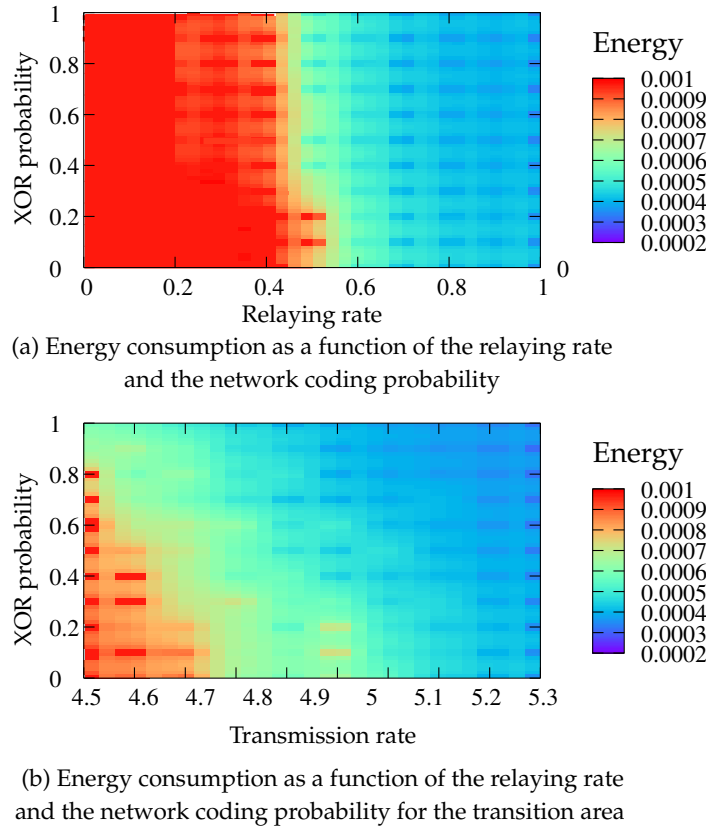 1
0.8
0.6
0.4
0.2
0
XOR probability
0 0.2 0.4 0.6 0.8 1
0
Relaying rate
Energy
0.001
0.0009
0.0008
0.0007
0.0006
0.0005
0.0004
0.0003
0.0002
(a) Energy consumption as a function of the relaying rate
and the network coding probability
1
0.8
0.6
0.4
0.2
0
XOR probability
4.5 4.6 4.7 4.8 4.9 5 5.1 5.2 5.3
Transmission rate
Energy
0.001
0.0009
0.0008
0.0007
0.0006
0.0005
0.0004
0.0003
0.0002
(b) Energy consumption as a function of the relaying rate
and the network coding probability for the transition area